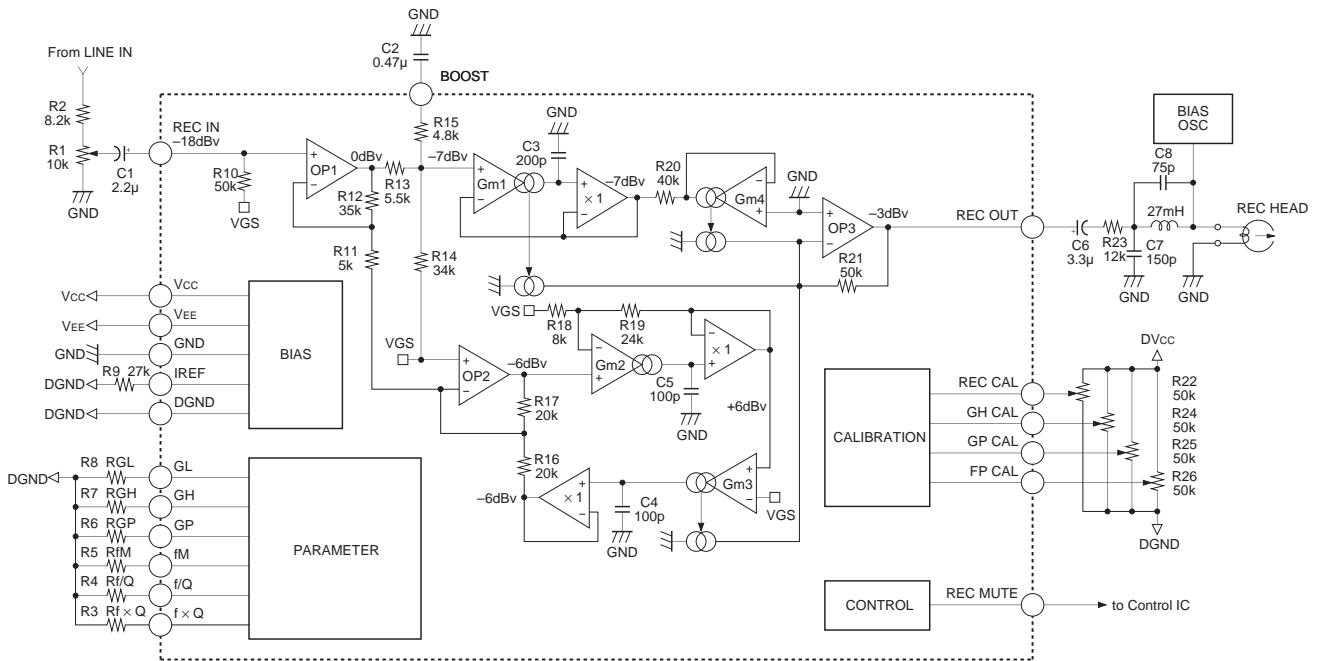 GND
From LINE IN
C2
0.47μ
BOOST
R2
8.2k
R1
10k
GND
C1
2.2μ
REC IN
–18dBv
R10
50k
VGS
OP1
0dBv
R12
35k
R13
5.5k
R11
5k
R15
4.8k
–7dBv
R14
34k
Gm1
GND
C3
200p
× 1
–7dBv
R20
40k
Gm4
GND
OP3
–3dBv
R21
50k
REC OUT
C6
3.3μ
R23
12k
C7
150p
GND
BIAS
OSC
C8
75p
27mH
GND
REC HEAD
VCC
VCC
VEE
VEE
GND
GND
R9 27k
IREF
DGND
DGND
DGND
BIAS
VGS
OP2
–6dBv
VGS
R18
8k
R19
24k
Gm2
C5
100p
GND
× 1
+6dBv
R17
20k
R16
20k
–6dBv
× 1
C4
100p
GND
Gm3
VGS
CALIBRATION
REC CAL
GH CAL
GP CAL
FP CAL
DVCC
R22
50k
R24
50k
R25
50k
R26
50k
DGND
DGND
R8 RGL
GL
R7 RGH
GH
R6 RGP
GP
R5 RfM
fM
R4 Rf/Q
f/Q
R3 Rf × Q
f × Q
PARAMETER
CONTROL
REC MUTE
to Control IC